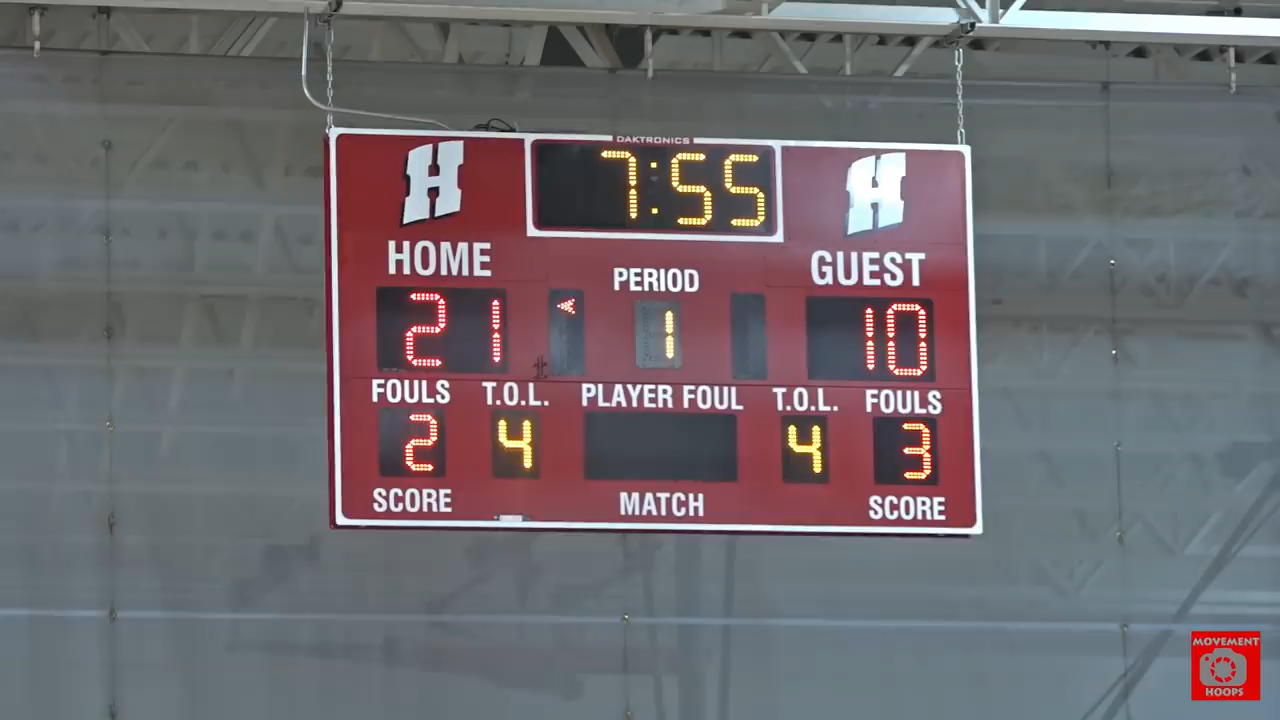 DAKTRONICS
H
7:55
H
HOME
GUEST
PERIOD
21
1
10
FOULS
T.O.L.
PLAYER FOUL
T.O.L.
FOULS
2
4
4
3
SCORE
MATCH
SCORE
MOVEMENT
HOOPS